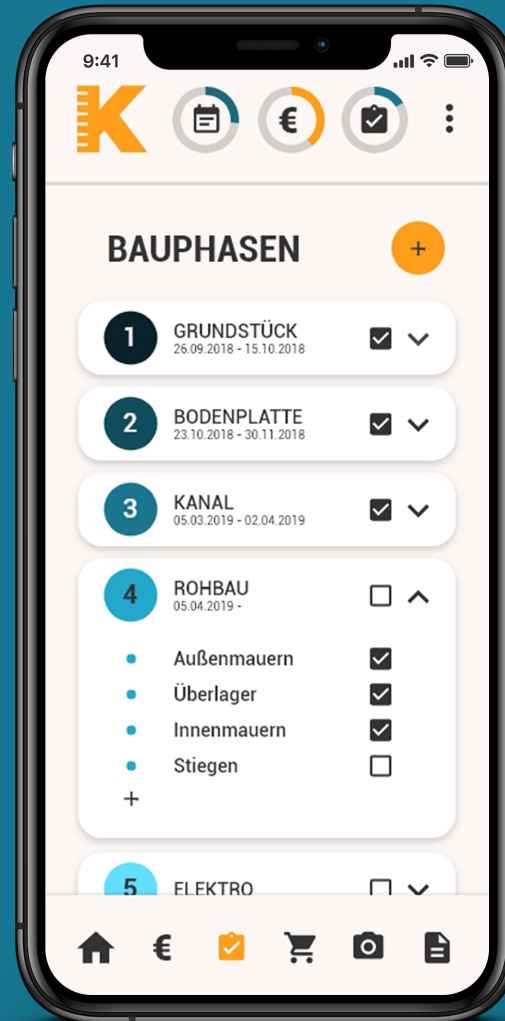 9:41
K
€
BAUPHASEN
+
1 GRUNDSTÜCK
26.09.2018 - 15.10.2018
2 BODENPLATTE
23.10.2018 - 30.11.2018
3 KANAL
05.03.2019 - 02.04.2019
4 ROHBAU
05.04.2019 -
Außenmauern
Überlager
Innenmauern
Stiegen
+
5 ELEKTRO
€